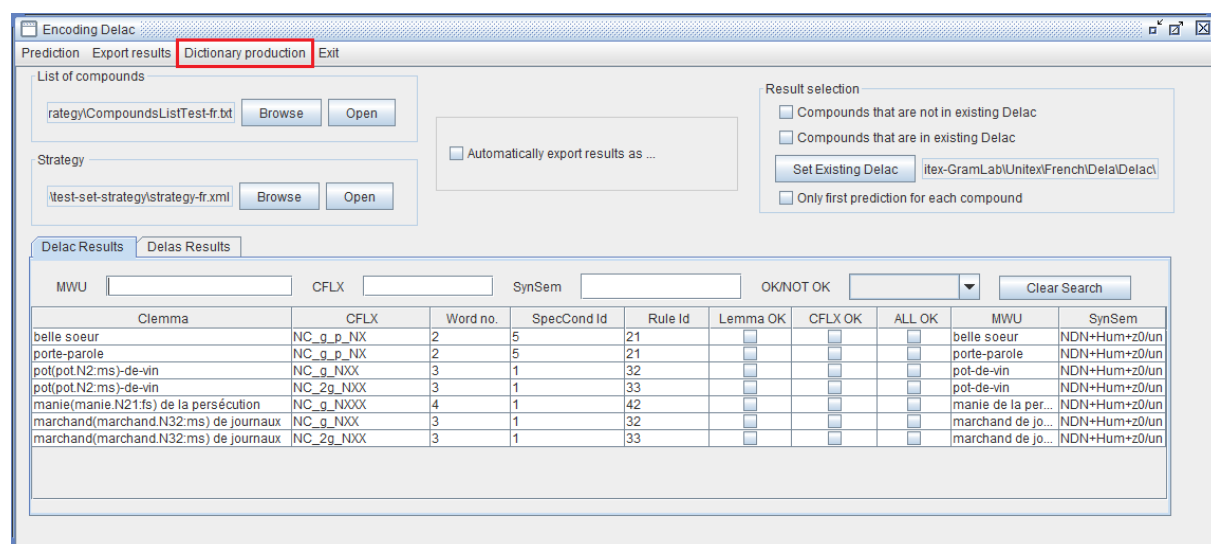 Encoding Delac
Prediction Export results Dictionary production Exit
List of compounds
rategy\CompoundsListTest-fr.txt Browse Open
Strategy
\test-set-strategy\strategy-fr.xml Browse Open
Automatically export results as ...
Result selection
Compounds that are not in existing Delac
Compounds that are in existing Delac
Set Existing Delac itex-GramLab\Unitex\French\Dela\Delac\
Only first prediction for each compound
Delac Results Delas Results
MWU CFLX SynSem OK/NOT OK Clear Search
Clemma CFLX Word no. SpecCond Id Rule Id Lemma OK CFLX OK ALL OK MWU SynSem
belle soeur NC_g_p_NX 2 5 21 belle soeur NDN+Hum+z0/un
porte-parole NC_g_p_NX 2 5 21 porte-parole NDN+Hum+z0/un
pot(pot.N2:ms)-de-vin NC_g_NXX 3 1 32 pot-de-vin NDN+Hum+z0/un
pot(pot.N2:ms)-de-vin NC_2g_NXX 3 1 33 pot-de-vin NDN+Hum+z0/un
manie(manie.N21:fs) de la persécution NC_g_NXXX 4 1 42 manie de la per... NDN+Hum+z0/un
marchand(marchand.N32:ms) de journaux NC_g_NXX 3 1 32 marchand de jo... NDN+Hum+z0/un
marchand(marchand.N32:ms) de journaux NC_2g_NXX 3 1 33 marchand de jo... NDN+Hum+z0/un